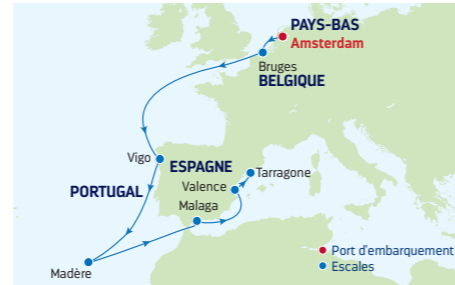 PAYS-BAS
Amsterdam
Bruges
BELGIQUE
Vigo
ESPAGNE
Tarragone
Valence
PORTUGAL
Malaga
Madère
Port d'embarquement
Escales